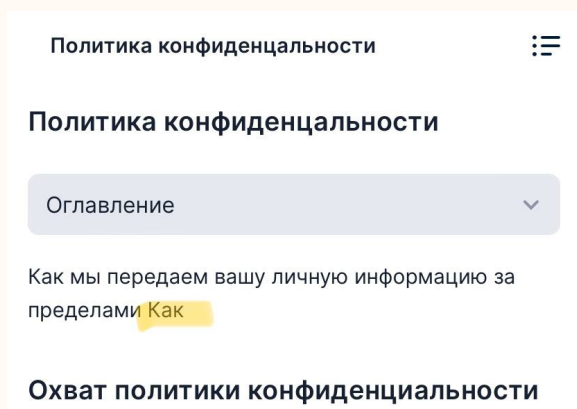 Политика конфиденцальности
Политика конфиденцальности
Оглавление
Как мы передаем вашу личную информацию за
пределами Как
Охват политики конфиденциальности